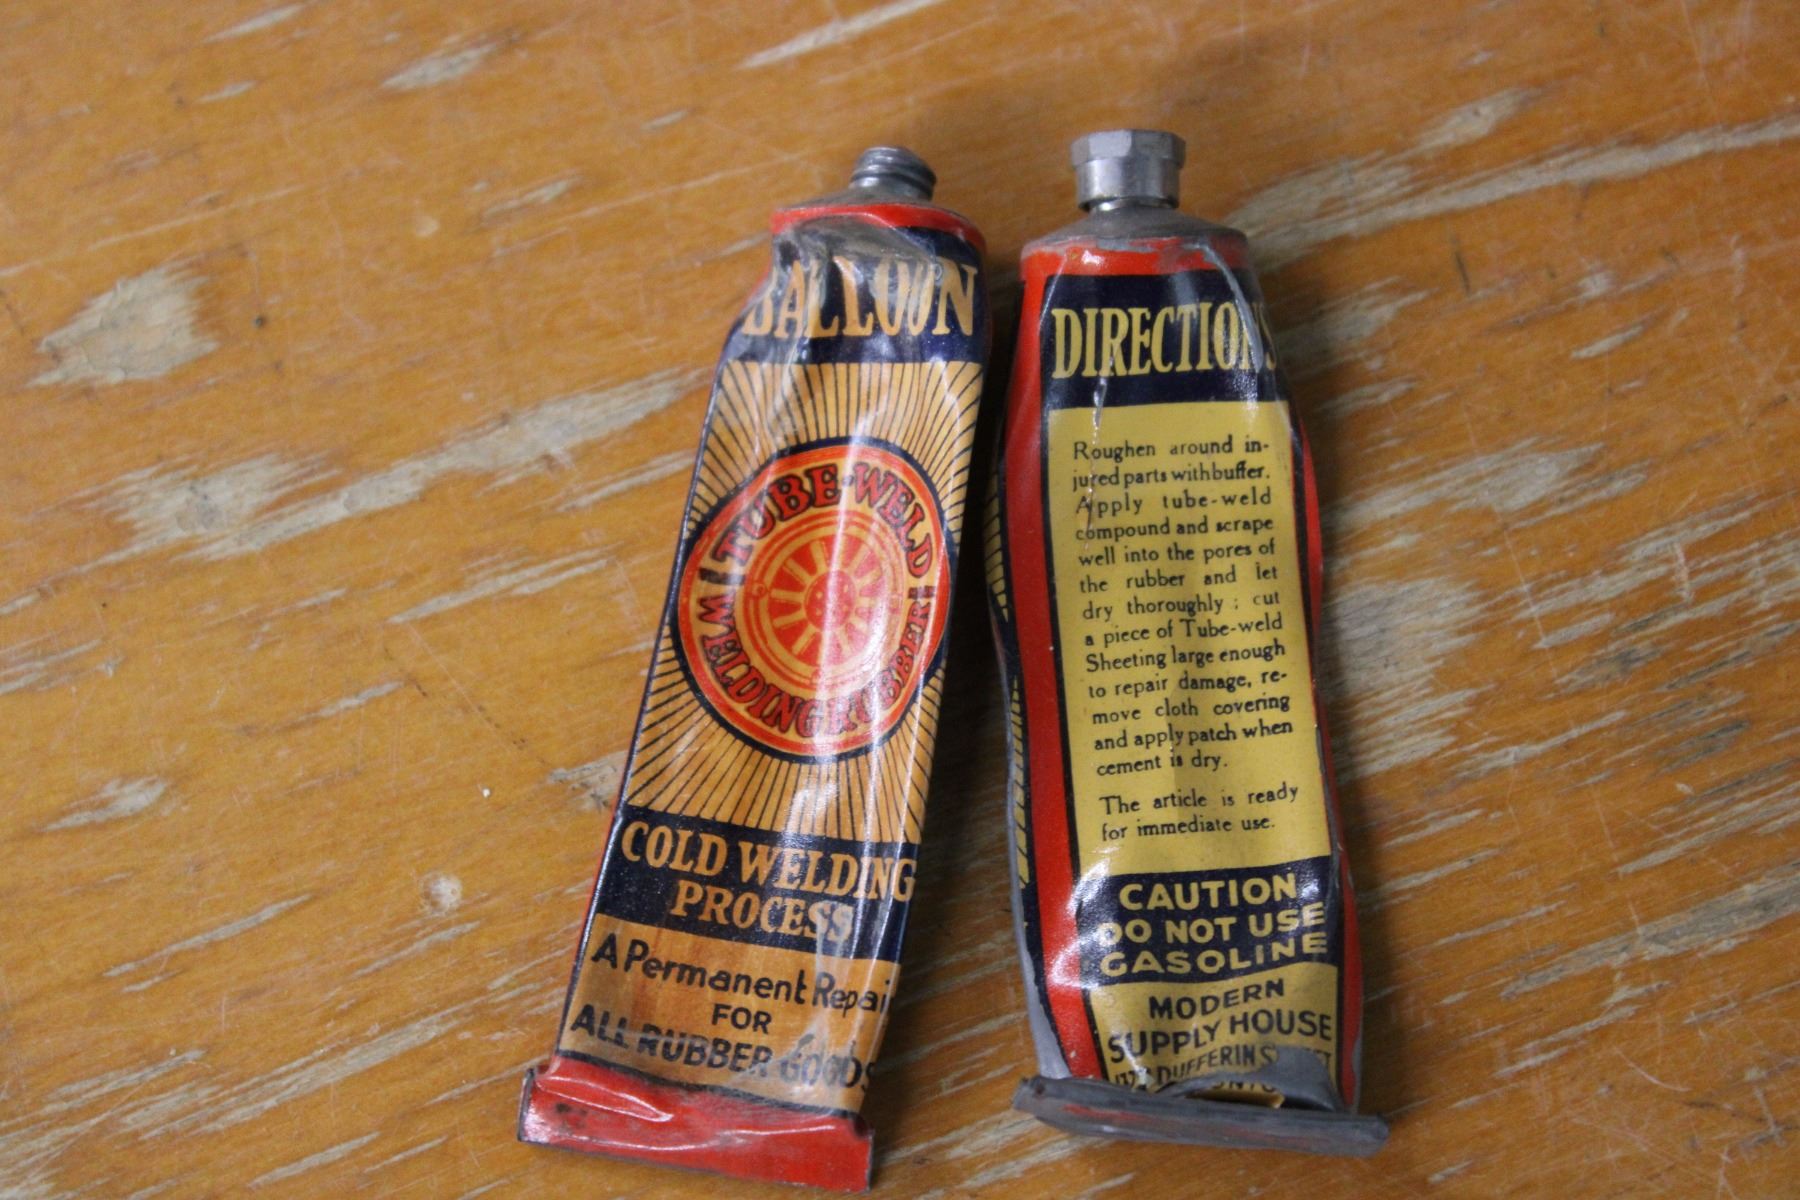 BALLOON
TUBE-WELD
WELDING RUBBER
COLD WELDING
PROCESS
A Permanent Repair
FOR
ALL RUBBER GOODS
DIRECTIONS
Roughen around in-
jured parts with buffer.
Apply tube-weld
compound and scrape
well into the pores of
the rubber and let
dry thoroughly ; cut
a piece of Tube-weld
Sheeting large enough
to repair damage, re-
move cloth covering
and apply patch when
cement is dry.
The article is ready
for immediate use.
CAUTION
DO NOT USE
GASOLINE
MODERN
SUPPLY HOUSE
DUFFERIN STREET